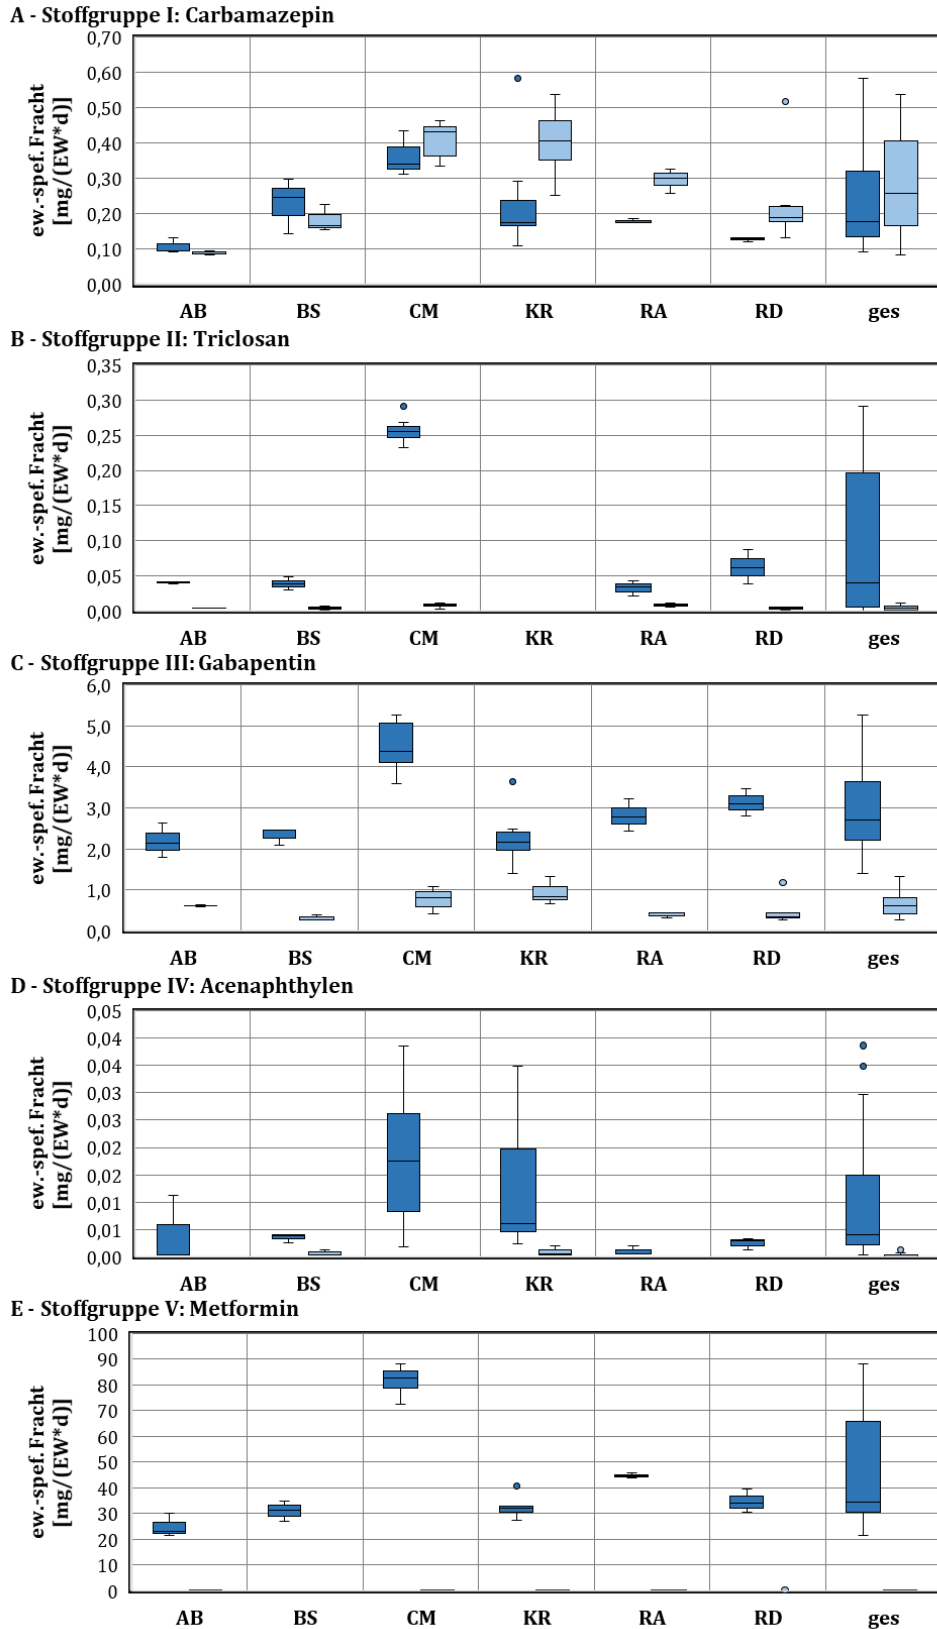 A - Stoffgruppe I: Carbamazepin
ew.-spef. Fracht
[mg/(EW*d)]
0,70
0,60
0,50
0,40
0,30
0,20
0,10
0,00
AB BS CM KR RA RD ges
B - Stoffgruppe II: Triclosan
ew.-spef. Fracht
[mg/(EW*d)]
0,35
0,30
0,25
0,20
0,15
0,10
0,05
0,00
AB BS CM KR RA RD ges
C - Stoffgruppe III: Gabapentin
ew.-spef. Fracht
[mg/(EW*d)]
6,0
5,0
4,0
3,0
2,0
1,0
0,0
AB BS CM KR RA RD ges
D - Stoffgruppe IV: Acenaphthylen
ew.-spef. Fracht
[mg/(EW*d)]
0,05
0,04
0,04
0,03
0,03
0,02
0,02
0,01
0,01
0,00
AB BS CM KR RA RD ges
E - Stoffgruppe V: Metformin
ew.-spef. Fracht
[mg/(EW*d)]
100
90
80
70
60
50
40
30
20
10
0
AB BS CM KR RA RD ges